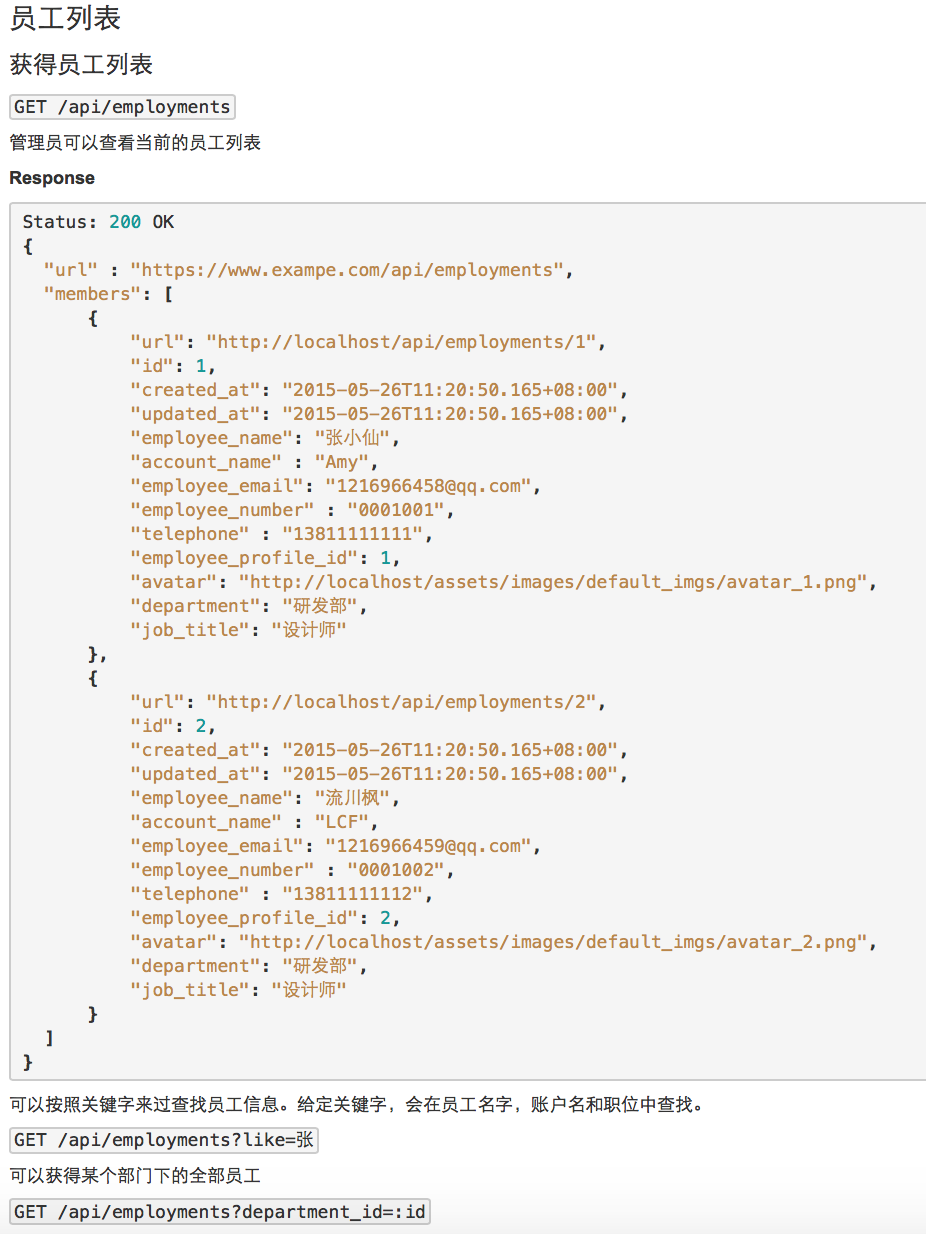 员工列表
获得员工列表
GET /api/employments
管理员可以查看当前的员工列表
Response
Status: 200 OK
{
  "url" : "https://www.exampe.com/api/employments",
  "members": [
      {
          "url": "http://localhost/api/employments/1",
          "id": 1,
          "created_at": "2015-05-26T11:20:50.165+08:00",
          "updated_at": "2015-05-26T11:20:50.165+08:00",
          "employee_name": "张小仙",
          "account_name" : "Amy",
          "employee_email": "1216966458@qq.com",
          "employee_number" : "0001001",
          "telephone" : "13811111111",
          "employee_profile_id": 1,
          "avatar": "http://localhost/assets/images/default_imgs/avatar_1.png",
          "department": "研发部",
          "job_title": "设计师"
      },
      {
          "url": "http://localhost/api/employments/2",
          "id": 2,
          "created_at": "2015-05-26T11:20:50.165+08:00",
          "updated_at": "2015-05-26T11:20:50.165+08:00",
          "employee_name": "流川枫",
          "account_name" : "LCF",
          "employee_email": "1216966459@qq.com",
          "employee_number" : "0001002",
          "telephone" : "13811111112",
          "employee_profile_id": 2,
          "avatar": "http://localhost/assets/images/default_imgs/avatar_2.png",
          "department": "研发部",
          "job_title": "设计师"
      }
  ]
}
可以按照关键字来过查找员工信息。给定关键字，会在员工名字，账户名和职位中查找。
GET /api/employments?like=张
可以获得某个部门下的全部员工
GET /api/employments?department_id=:id